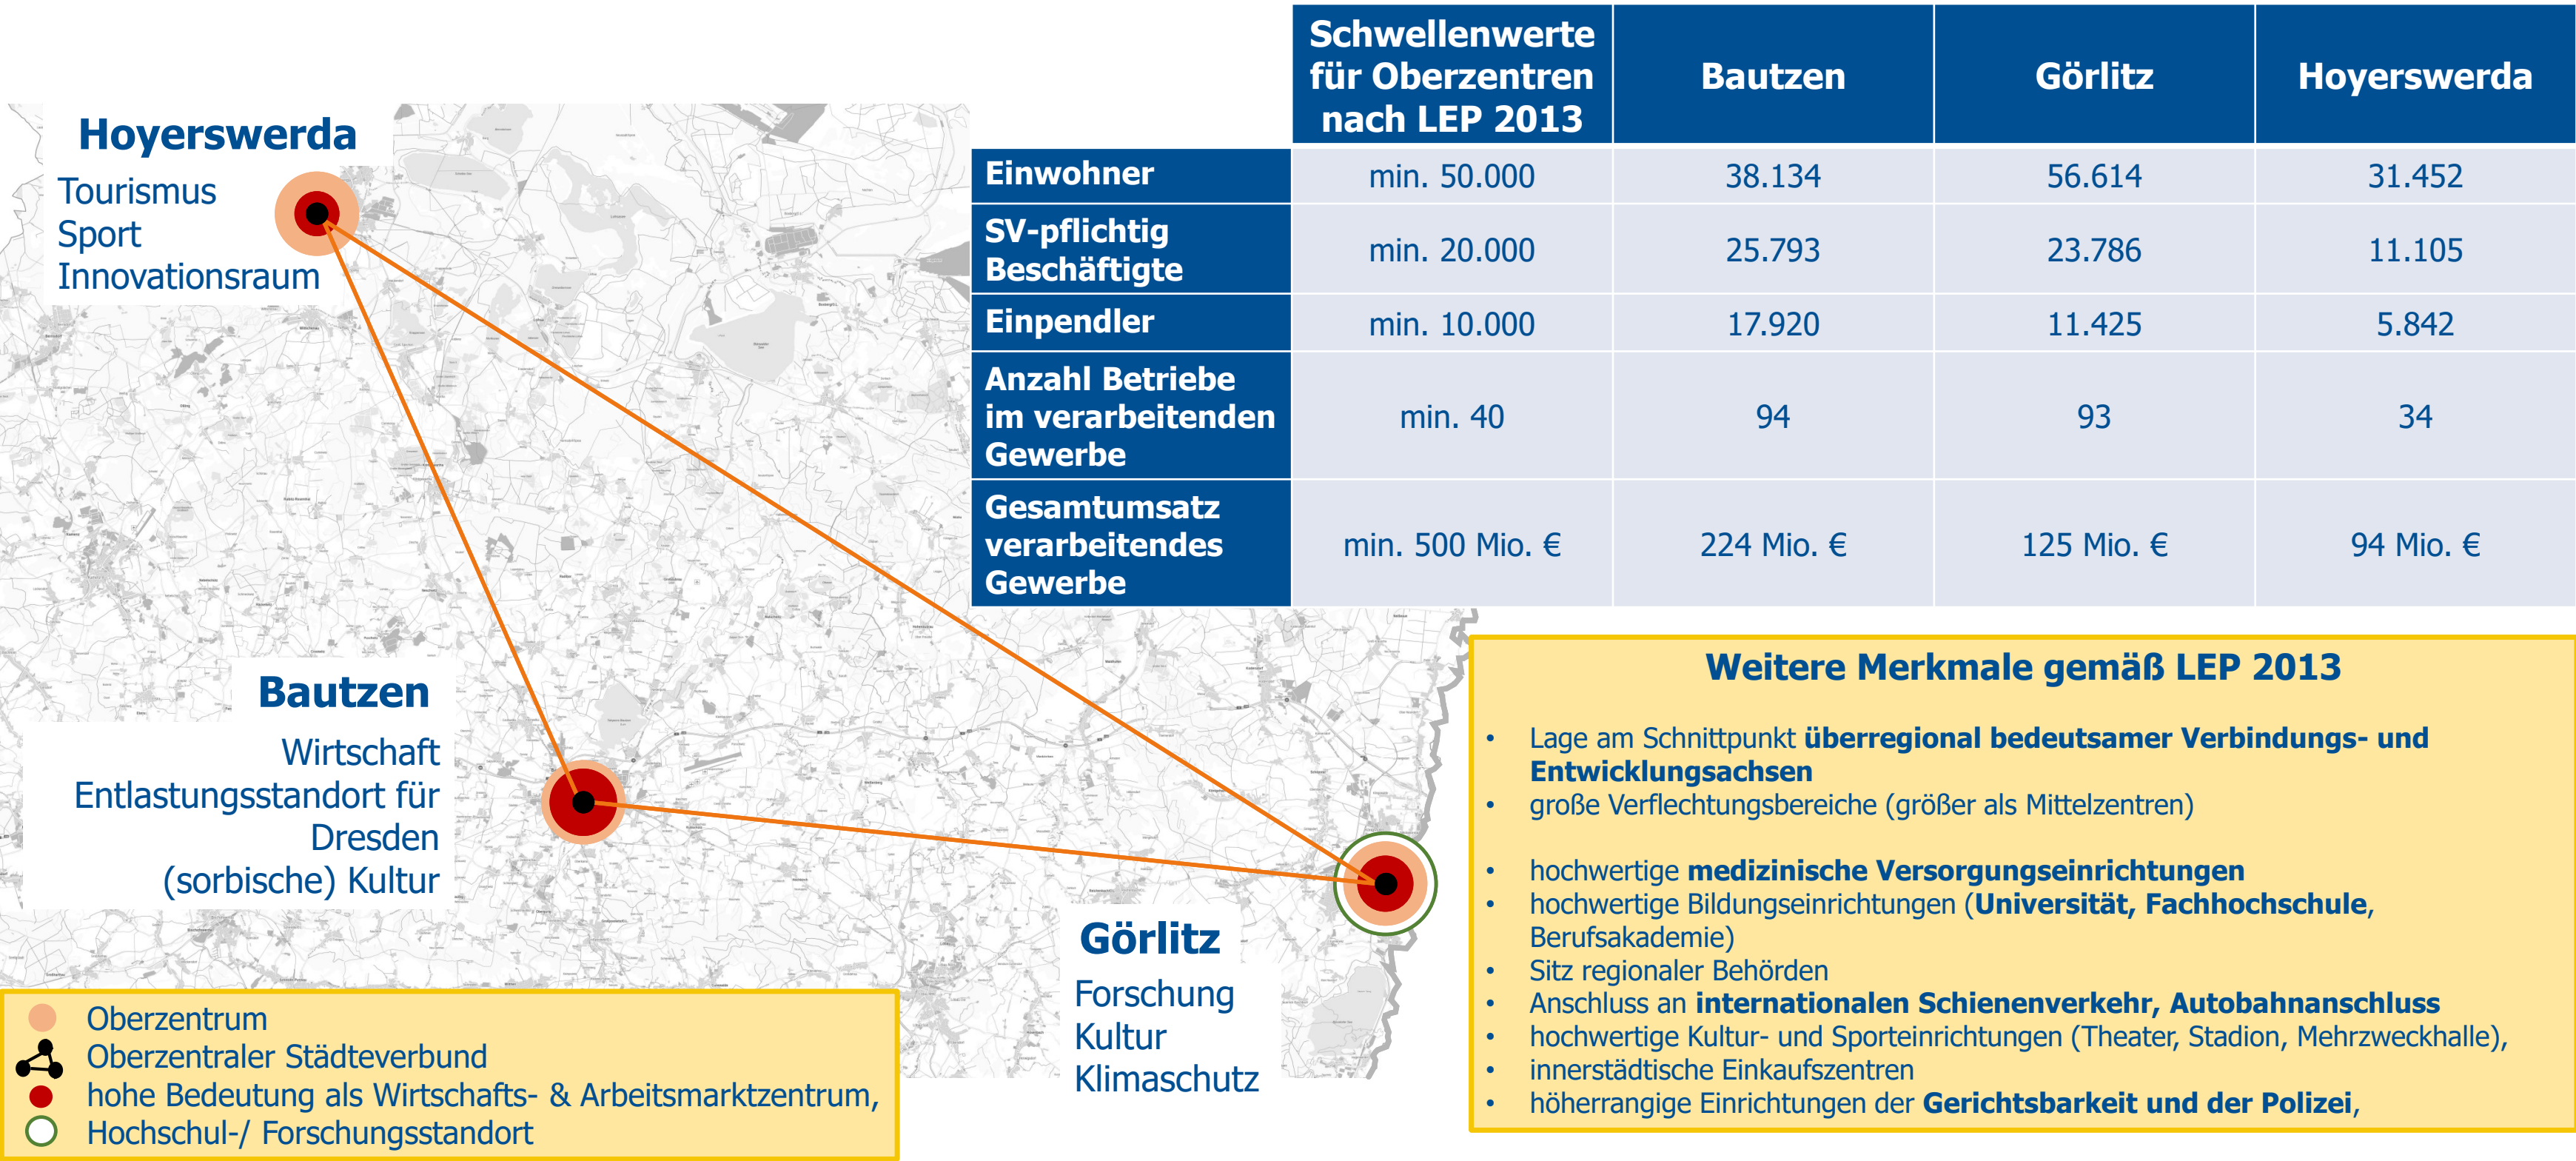 Schwellenwerte
für Oberzentren
nach LEP 2013
Bautzen
Görlitz
Hoyerswerda
Einwohner
min. 50.000
38.134
56.614
31.452
SV-pflichtig
Beschäftigte
min. 20.000
25.793
23.786
11.105
Einpendler
min. 10.000
17.920
11.425
5.842
Anzahl Betriebe
im verarbeitenden
Gewerbe
min. 40
94
93
34
Gesamtumsatz
verarbeitendes
Gewerbe
min. 500 Mio. €
224 Mio. €
125 Mio. €
94 Mio. €
Hoyerswerda
Tourismus
Sport
Innovationsraum
Bautzen
Wirtschaft
Entlastungsstandort für
Dresden
(sorbische) Kultur
Görlitz
Forschung
Kultur
Klimaschutz
Oberzentrum
Oberzentraler Städteverbund
hohe Bedeutung als Wirtschafts- & Arbeitsmarktzentrum,
Hochschul-/ Forschungsstandort
Weitere Merkmale gemäß LEP 2013
• Lage am Schnittpunkt überregional bedeutsamer Verbindungs- und
Entwicklungsachsen
• große Verflechtungsbereiche (größer als Mittelzentren)
• hochwertige medizinische Versorgungseinrichtungen
• hochwertige Bildungseinrichtungen (Universität, Fachhochschule,
Berufsakademie)
• Sitz regionaler Behörden
• Anschluss an internationalen Schienenverkehr, Autobahnanschluss
• hochwertige Kultur- und Sporteinrichtungen (Theater, Stadion, Mehrzweckhalle),
• innerstädtische Einkaufszentren
• höherrangige Einrichtungen der Gerichtsbarkeit und der Polizei,